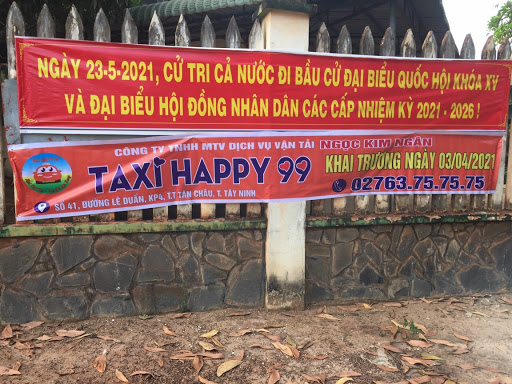 NGÀY 23-5-2021, CỬ TRI CẢ NƯỚC ĐI BẦU CỬ ĐẠI BIỂU QUỐC HỘI KHÓA XV
VÀ ĐẠI BIỂU HỘI ĐỒNG NHÂN DÂN CÁC CẤP NHIỆM KỲ 2021 - 2026 !
CÔNG TY TNHH MTV DỊCH VỤ VẬN TẢI NGỌC KIM NGÂN
TAXI HAPPY 99
KHAI TRƯƠNG NGÀY 03/04/2021
02763.75.75.75
SỐ 41, ĐƯỜNG LÊ DUẨN, KP4, T.T TÂN CHÂU, T. TÂY NINH